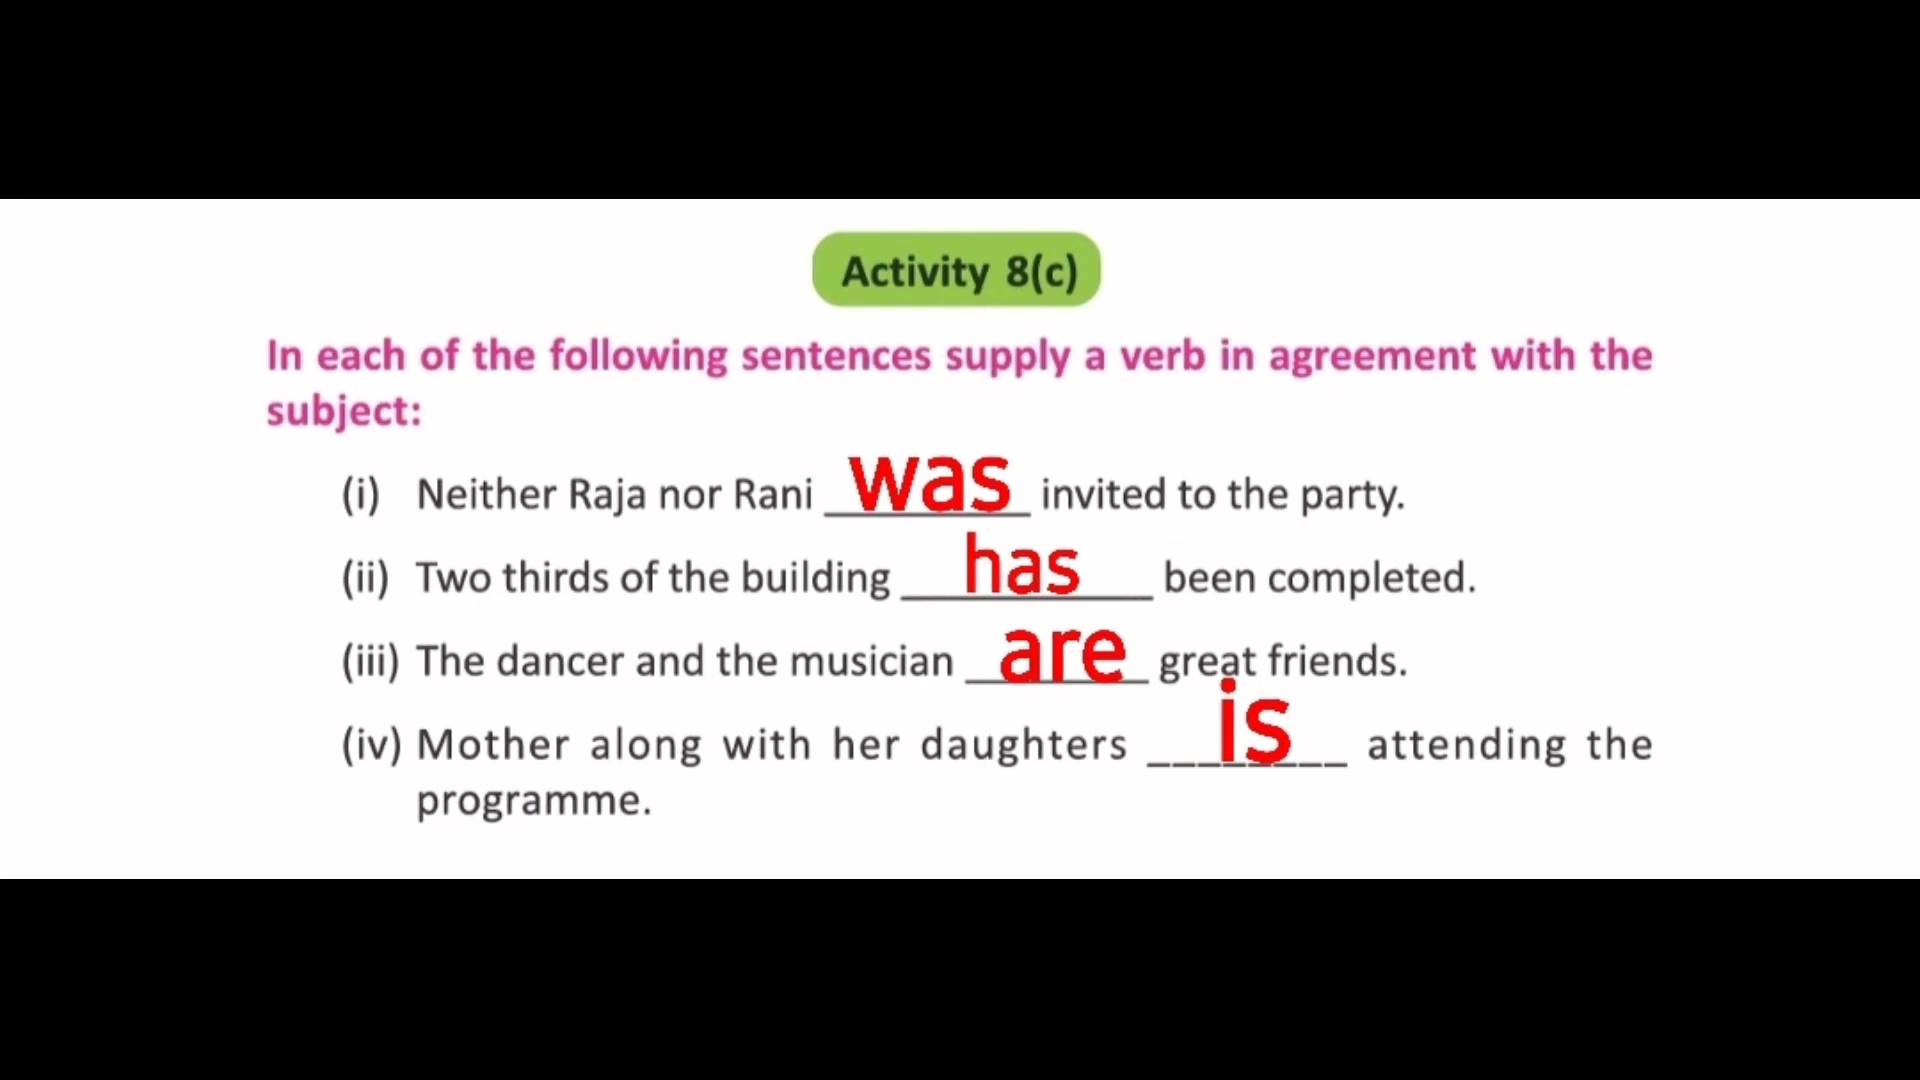 Activity 8(c)
In each of the following sentences supply a verb in agreement with the
subject:
(i) Neither Raja nor Rani was invited to the party.
(ii) Two thirds of the building has been completed.
(iii) The dancer and the musician are great friends.
(iv) Mother along with her daughters is attending the
programme.